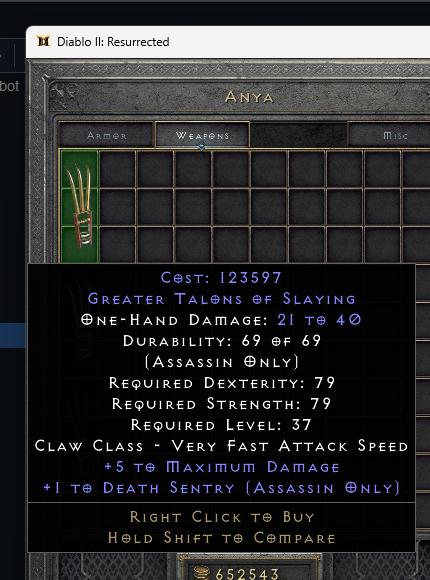 Diablo II: Resurrected
bot
Anya
Armor
Weapons
Misc
Cost: 123597
Greater Talons of Slaying
One-Hand Damage: 21 to 40
Durability: 69 of 69
(Assassin Only)
Required Dexterity: 79
Required Strength: 79
Required Level: 37
Claw Class - Very Fast Attack Speed
+5 to Maximum Damage
+1 to Death Sentry (Assassin Only)
Right Click to Buy
Hold Shift to Compare
652543